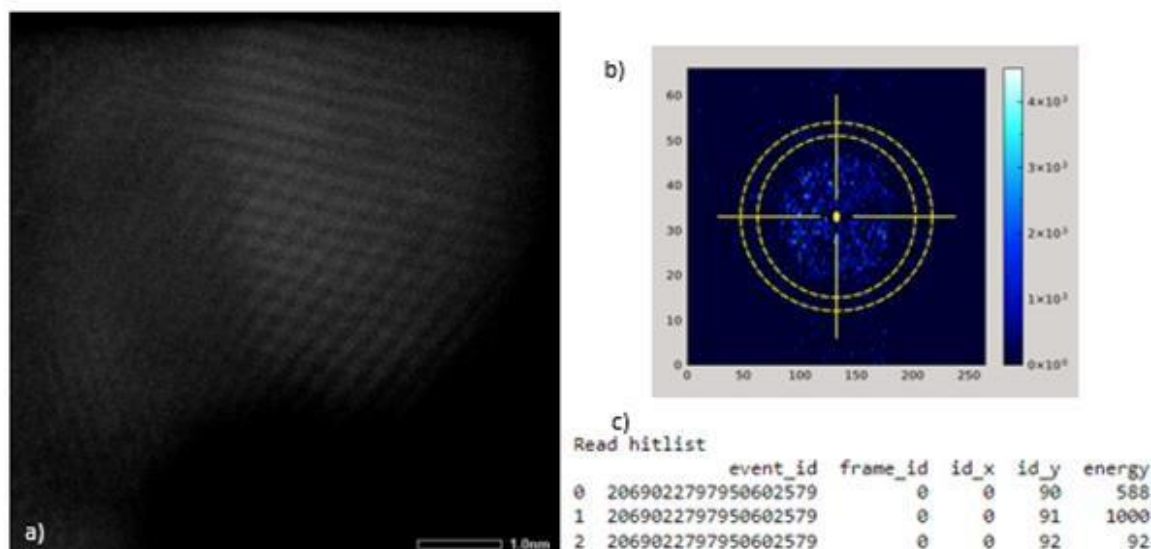 a)
1.0nm
b)
60
50
40
30
20
10
0
0 50 100 150 200 250
4×10³
3×10³
2×10³
1×10³
0×10⁰
c)
Read hitlist
event_id frame_id id_x id_y energy
0 2069022797950602579 0 0 90 588
1 2069022797950602579 0 0 91 1000
2 2069022797950602579 0 0 92 92